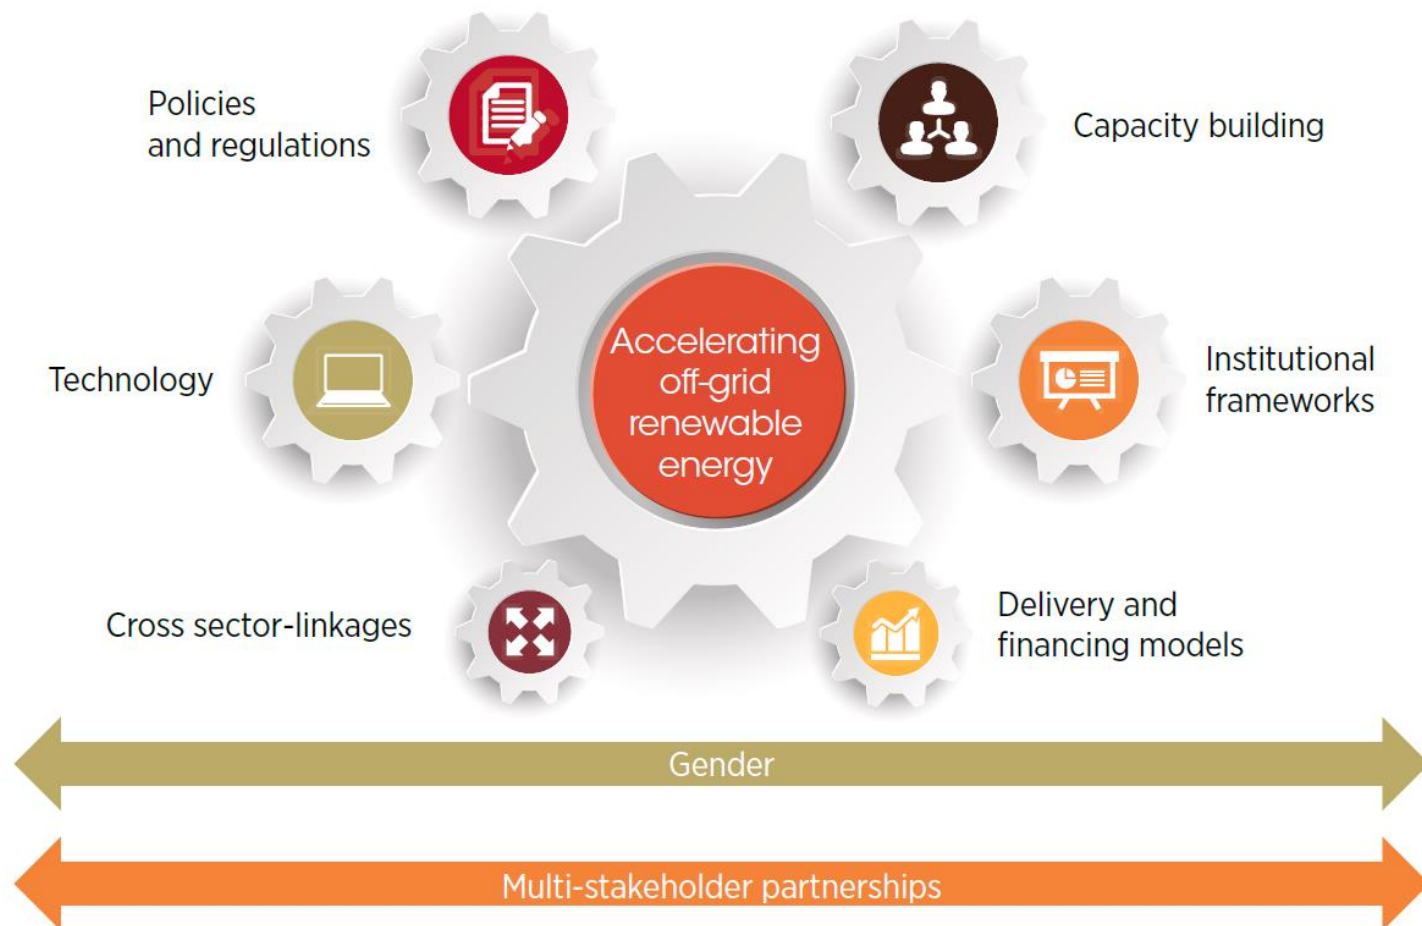 Policies
and regulations
Capacity building
Technology
Accelerating
off-grid
renewable
energy
Institutional
frameworks
Cross sector-linkages
Delivery and
financing models
Gender
Multi-stakeholder partnerships